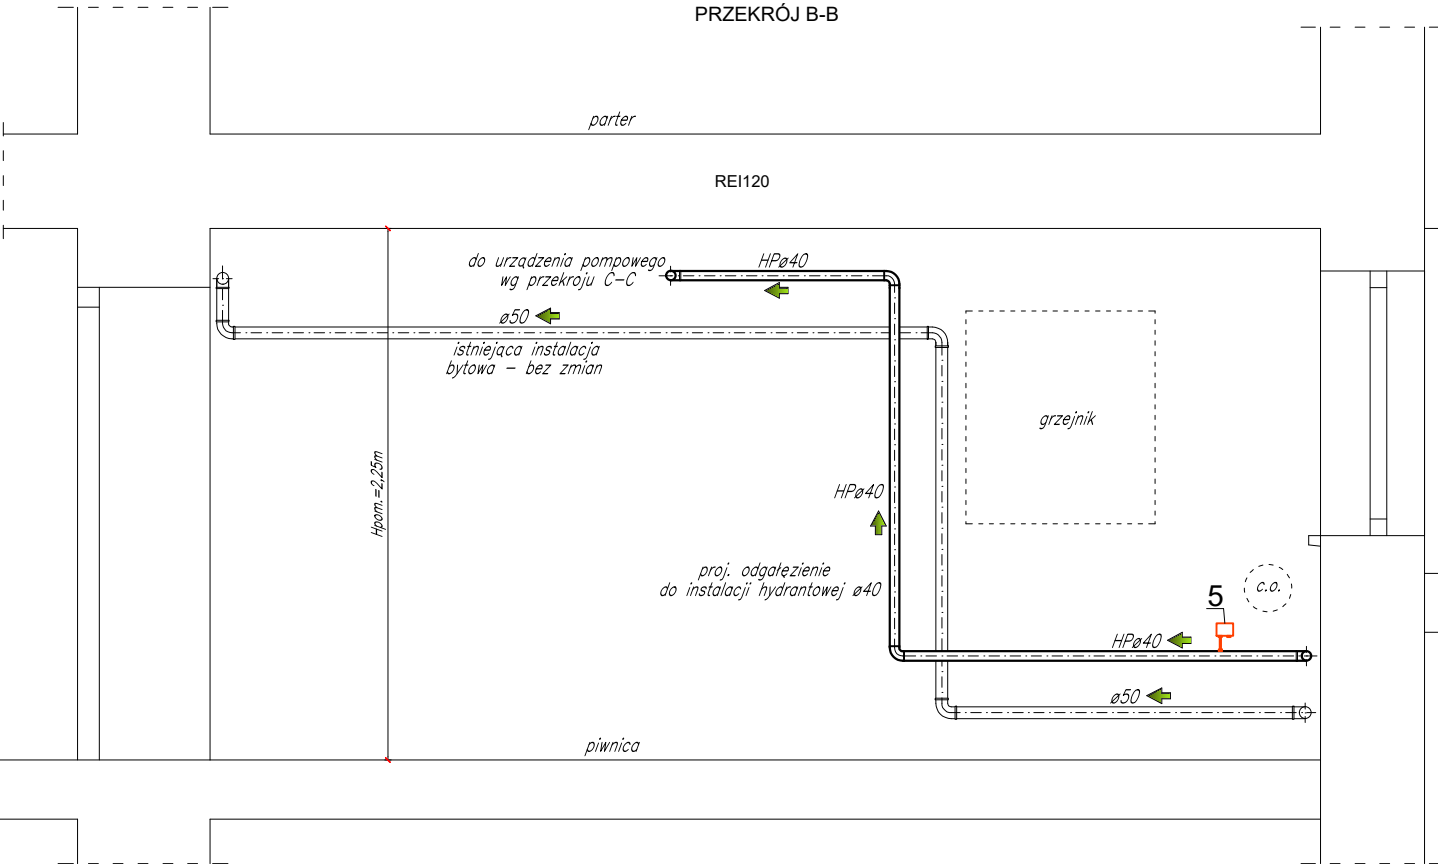 PRZEKRÓJ B-B
parter
REI120
do urządzenia pompowego
wg przekroju C-C
HPø40
ø50
istniejąca instalacja
bytowa - bez zmian
grzejnik
Hpom.=2,25m
HPø40
proj. odgałęzienie
do instalacji hydrantowej ø40
c.o.
5
HPø40
ø50
piwnica